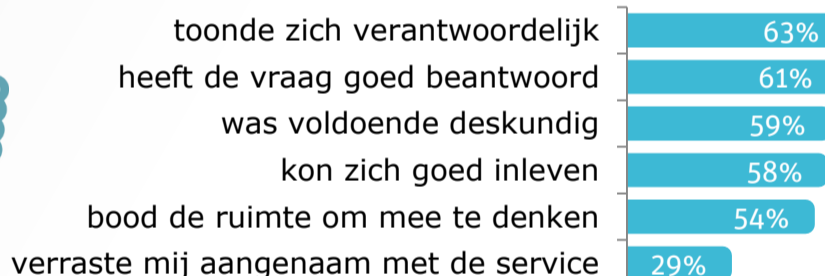 toonde zich verantwoordelijk 63%
heeft de vraag goed beantwoord 61%
was voldoende deskundig 59%
kon zich goed inleven 58%
bood de ruimte om mee te denken 54%
verraste mij aangenaam met de service 29%